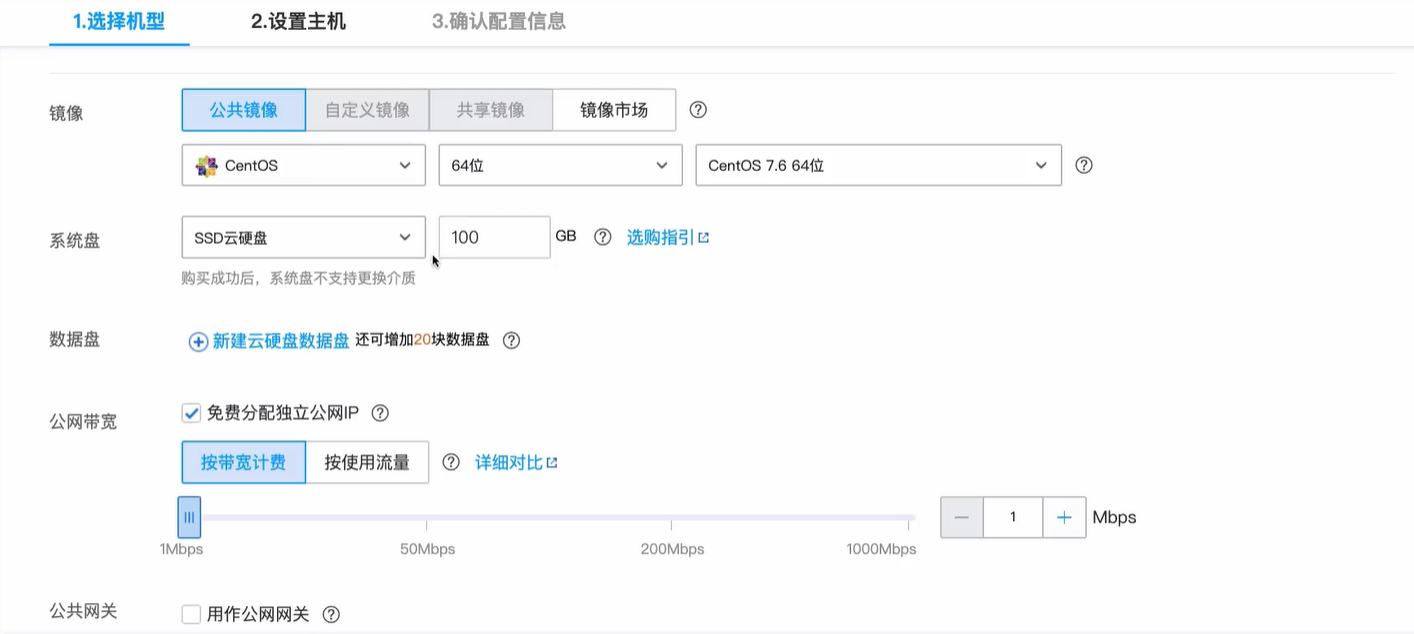 1.选择机型 2.设置主机 3.确认配置信息
镜像 公共镜像 自定义镜像 共享镜像 镜像市场
CentOS 64位 CentOS 7.6 64位
系统盘 SSD云硬盘 100 GB 选购指引
购买成功后，系统盘不支持更换介质
数据盘 新建云硬盘数据盘 还可增加20块数据盘
公网带宽 免费分配独立公网IP
按带宽计费 按使用流量 详细对比
1 Mbps
1Mbps 50Mbps 200Mbps 1000Mbps
公共网关 用作公网网关